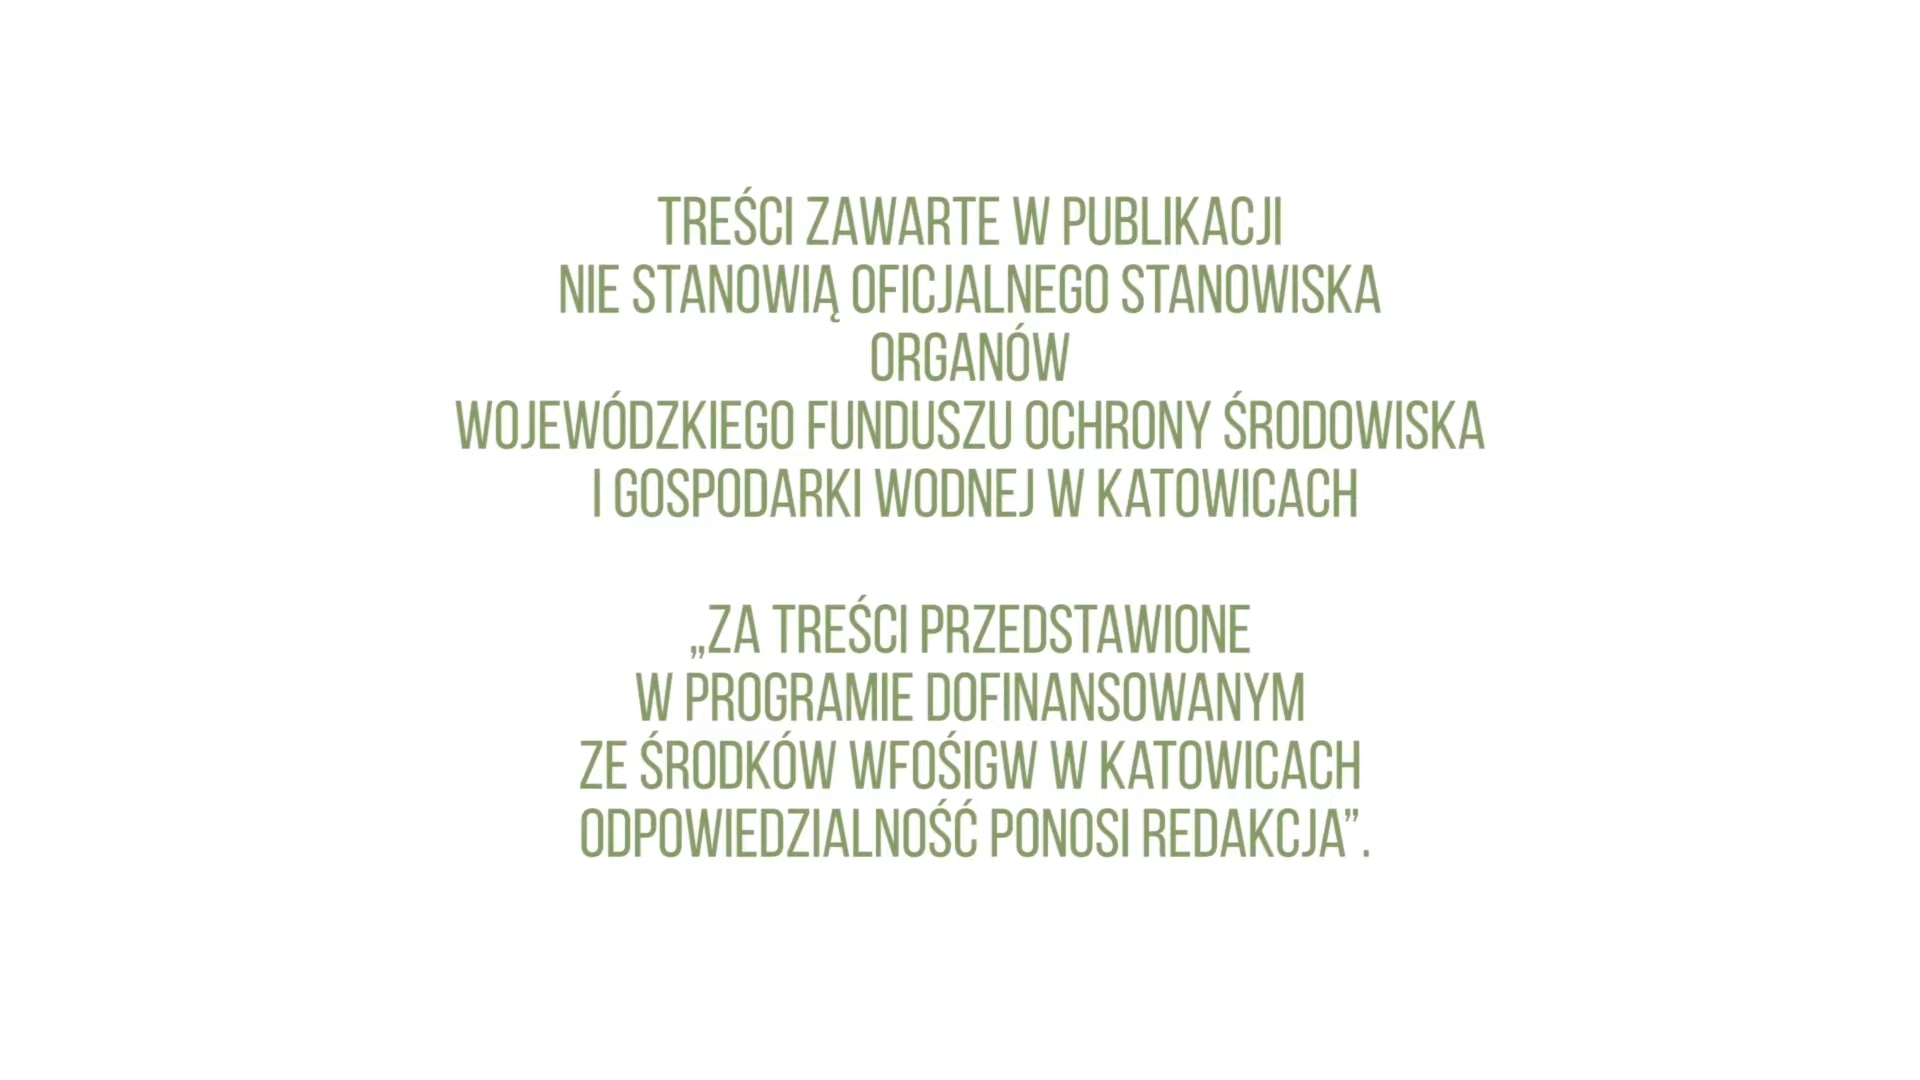 TREŚCI ZAWARTE W PUBLIKACJI
NIE STANOWIĄ OFICJALNEGO STANOWISKA
ORGANÓW
WOJEWÓDZKIEGO FUNDUSZU OCHRONY ŚRODOWISKA
I GOSPODARKI WODNEJ W KATOWICACH
„ZA TREŚCI PRZEDSTAWIONE
W PROGRAMIE DOFINANSOWANYM
ZE ŚRODKÓW WFOŚIGW W KATOWICACH
ODPOWIEDZIALNOŚĆ PONOSI REDAKCJA”.